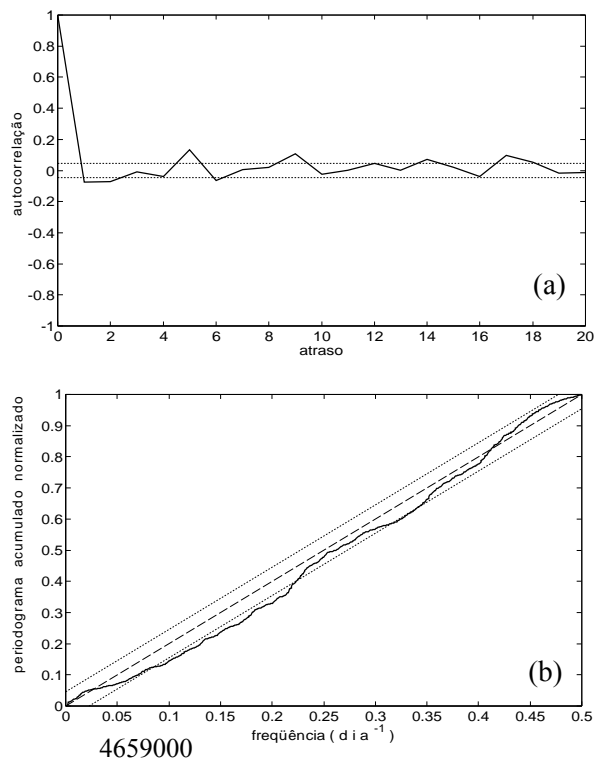 1
0.8
0.6
0.4
0.2
0
-0.2
-0.4
-0.6
-0.8
-1
autocorrelação
0 2 4 6 8 10 12 14 16 18 20
atraso
(a)
1
0.9
0.8
0.7
0.6
0.5
0.4
0.3
0.2
0.1
0
periodograma acumulado normalizado
0 0.05 0.1 0.15 0.2 0.25 0.3 0.35 0.4 0.45 0.5
freqüência ( d i a -1 )
(b)
4659000